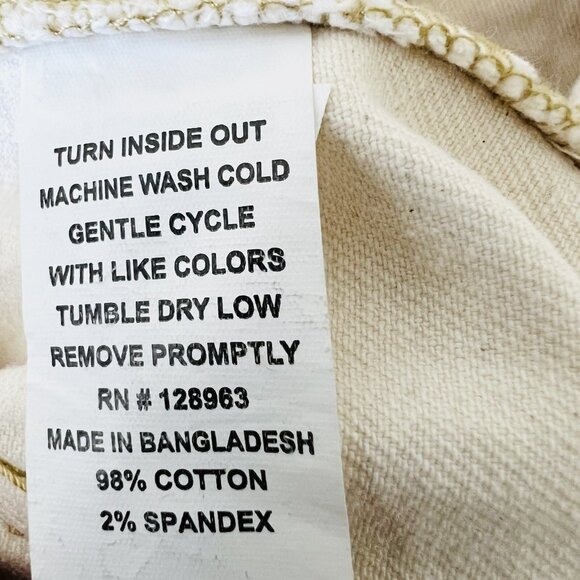 TURN INSIDE OUT
MACHINE WASH COLD
GENTLE CYCLE
WITH LIKE COLORS
TUMBLE DRY LOW
REMOVE PROMPTLY
RN # 128963
MADE IN BANGLADESH
98% COTTON
2% SPANDEX